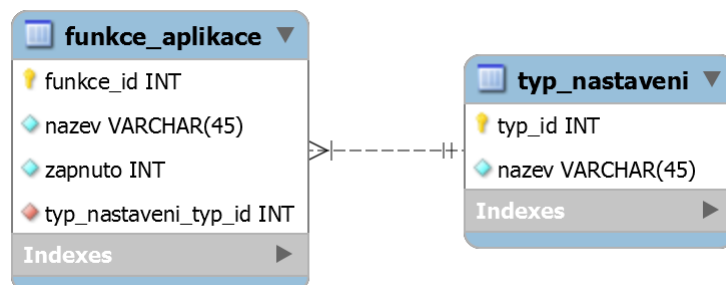 funkce_aplikace
funkce_id INT
nazev VARCHAR(45)
zapnuto INT
typ_nastaveni_typ_id INT
Indexes
typ_nastaveni
typ_id INT
nazev VARCHAR(45)
Indexes